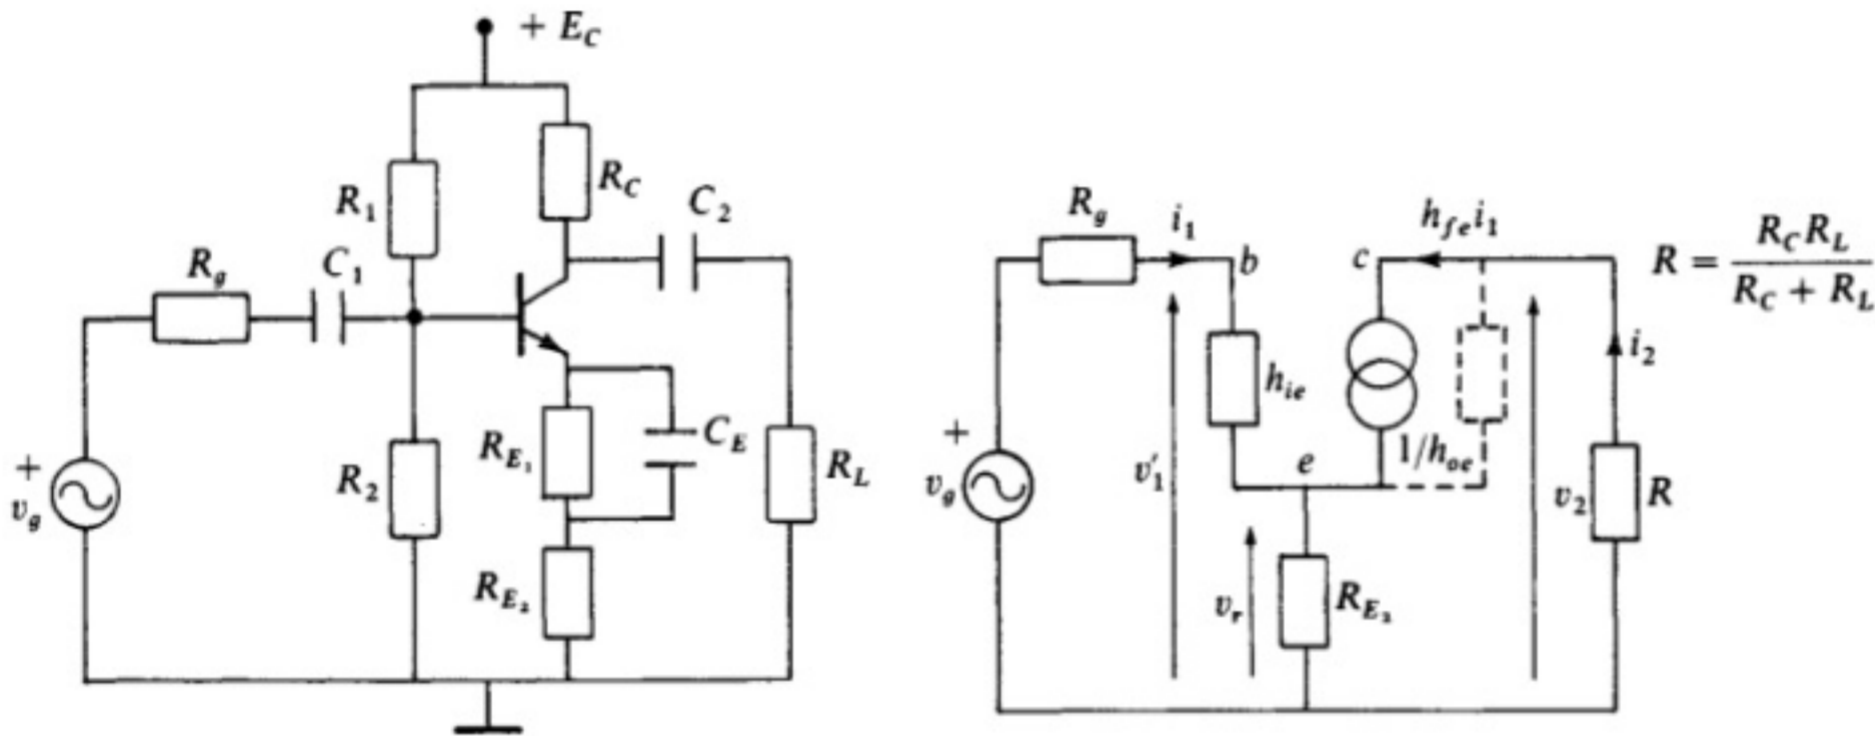 + E_C
R_1
R_C
C_2
R_g
C_1
R_{E_1}
C_E
R_2
R_L
+
v_g
R_{E_2}
R_g
i_1
b
h_{fe}i_1
c
R = \frac{R_C R_L}{R_C + R_L}
i_2
h_{ie}
+
v_g
v'_1
e
1/h_{oe}
v_2
R
v_r
R_{E_2}